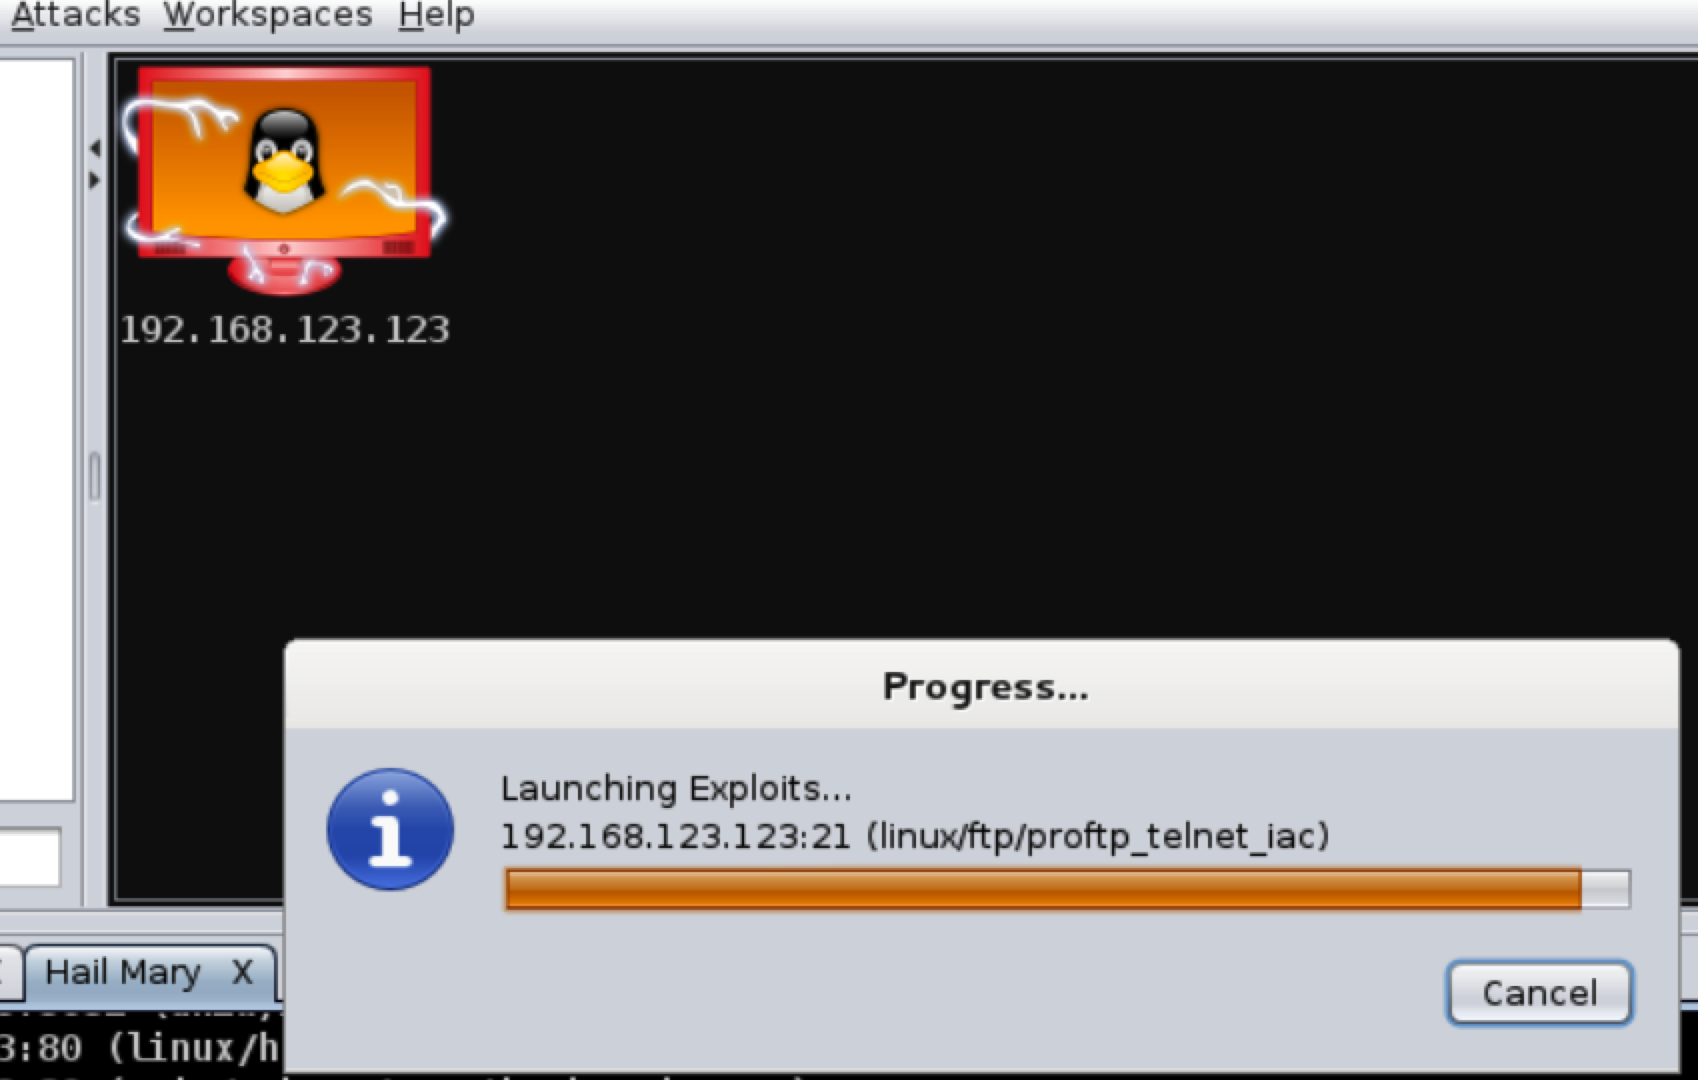 Attacks Workspaces Help
192.168.123.123
Progress...
Launching Exploits...
192.168.123.123:21 (linux/ftp/proftp_telnet_iac)
Cancel
Hail Mary X
3:80 (linux/h